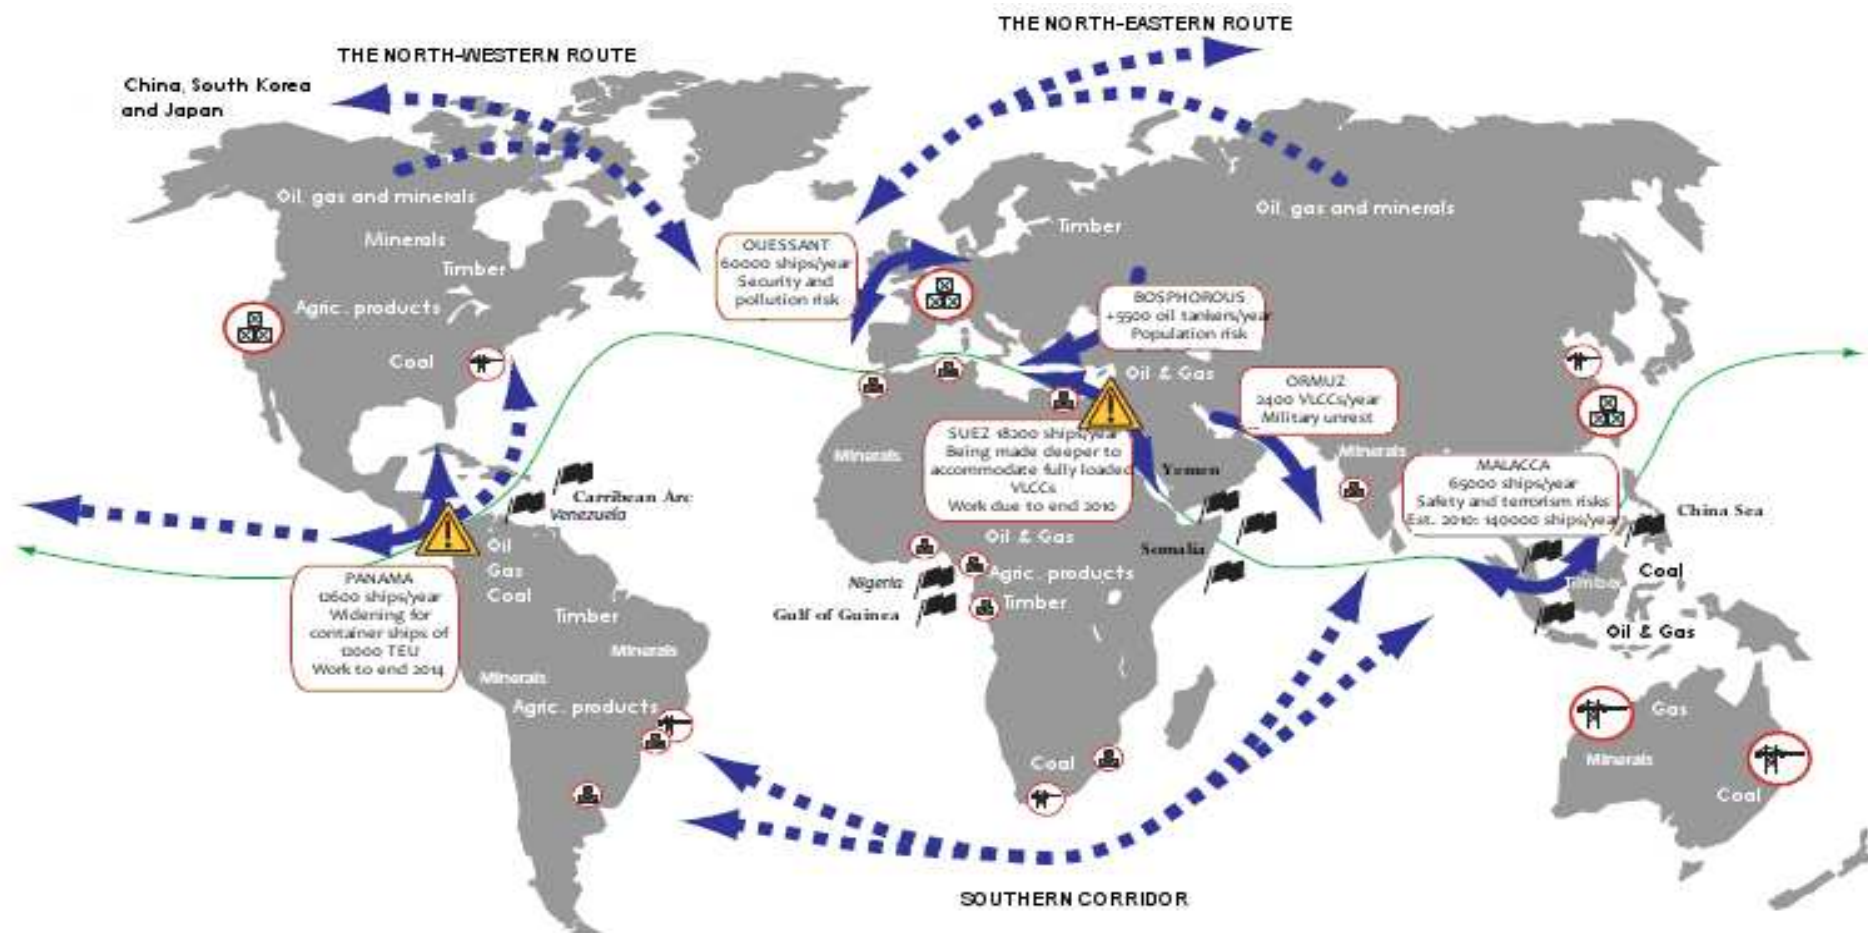 THE NORTH-EASTERN ROUTE
THE NORTH-WESTERN ROUTE
China, South Korea
and Japan
Oil, gas and minerals
Minerals
Timber
Agric. products
Coal
OUESSANT
60000 ships/year
Security and
pollution risk
Timber
Oil, gas and minerals
BOSPHOROUS
+5500 oil tankers/year
Population risk
Oil & Gas
ORMUZ
2400 VLCCs/year
Military unrest
Minerals
SUEZ 18200 ships/year
Being made deeper to
accommodate fully loaded
VLCCs
Work due to end 2010
Minerals
Yemen
MALACCA
65000 ships/year
Safety and terrorism risks
Est. 2010: 140000 ships/year
China Sea
Carribean Arc
Venezuela
Oil
Gas
Coal
PANAMA
12600 ships/year
Widening for
container ships of
12000 TEU
Work to end 2014
Timber
Minerals
Minerals
Agric. products
Oil & Gas
Somalia
Nigeria
Agric. products
Gulf of Guinea
Timber
Timber
Coal
Oil & Gas
Coal
Gas
Minerals
Coal
SOUTHERN CORRIDOR